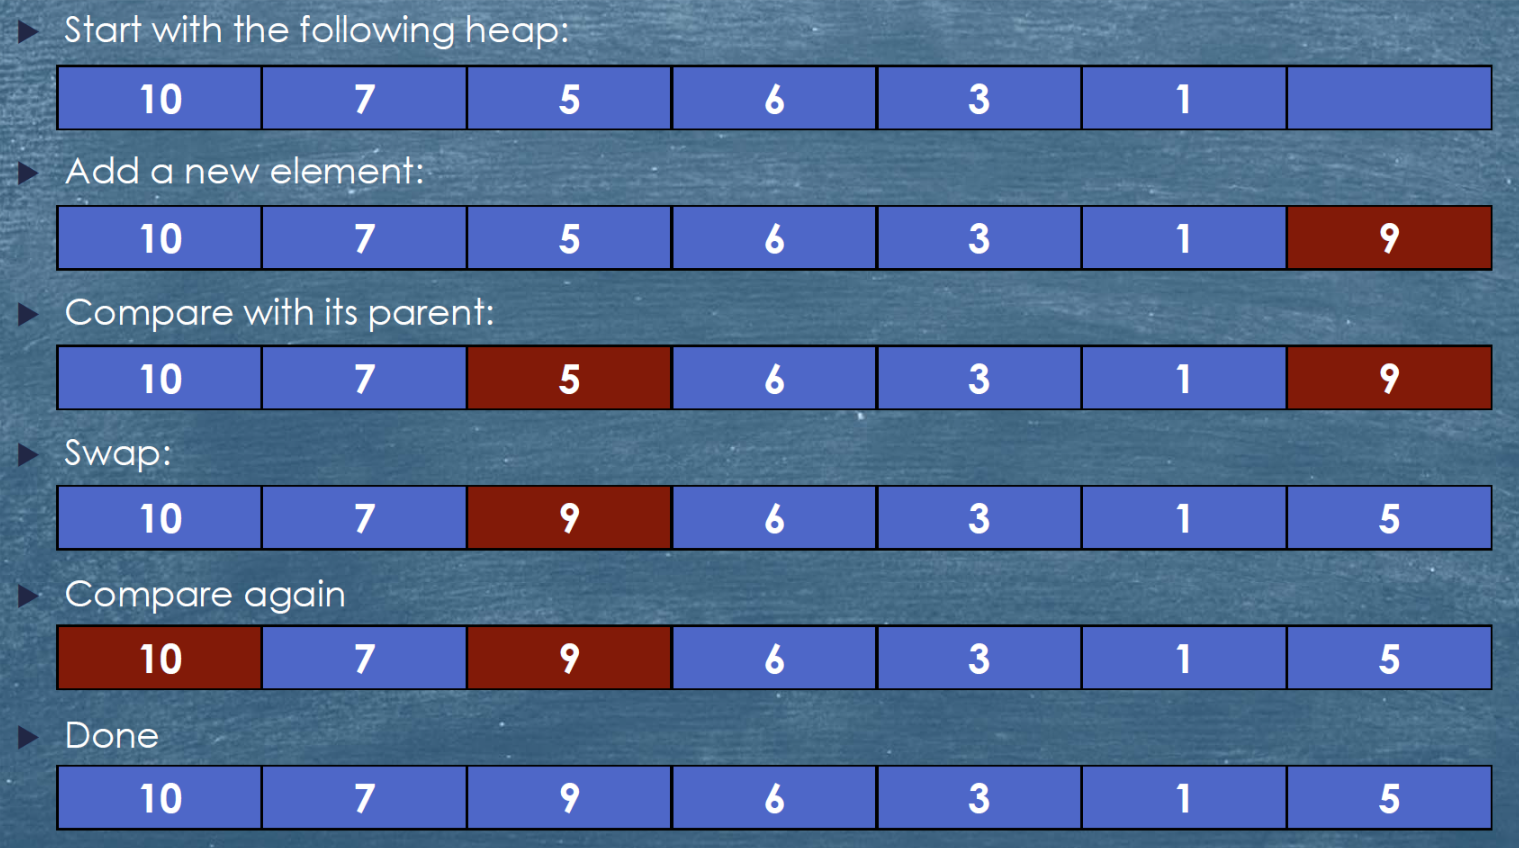 Start with the following heap:
10 7 5 6 3 1
Add a new element:
10 7 5 6 3 1 9
Compare with its parent:
10 7 5 6 3 1 9
Swap:
10 7 9 6 3 1 5
Compare again
10 7 9 6 3 1 5
Done
10 7 9 6 3 1 5